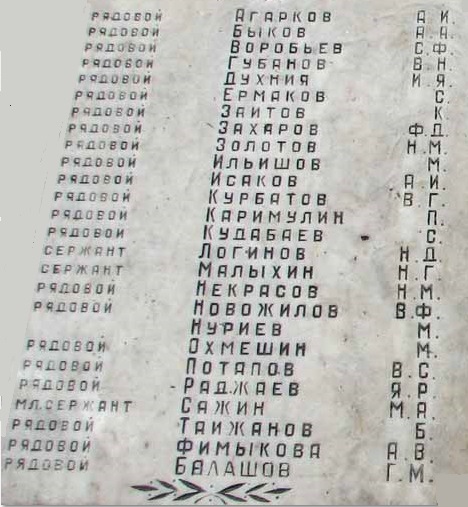 РЯДОВОЙ АГАРКОВ А.И.
РЯДОВОЙ БЫКОВ А.А.
РЯДОВОЙ ВОРОБЬЕВ С.Ф.
РЯДОВОЙ ГУБАНОВ В.Н.
РЯДОВОЙ ДУХНИЯ И.Я.
РЯДОВОЙ ЕРМАКОВ С.
РЯДОВОЙ ЗАИТОВ К.
РЯДОВОЙ ЗАХАРОВ Ф.Д.
РЯДОВОЙ ЗОЛОТОВ Н.М.
РЯДОВОЙ ИЛЬИШОВ М.
РЯДОВОЙ ИСАКОВ А.И.
РЯДОВОЙ КУРБАТОВ В.Г.
РЯДОВОЙ КАРИМУЛИН П.
РЯДОВОЙ КУДАБАЕВ С.
СЕРЖАНТ ЛОГИНОВ Н.Д.
СЕРЖАНТ МАЛЫХИН Н.Г.
РЯДОВОЙ НЕКРАСОВ Н.М.
РЯДОВОЙ НОВОЖИЛОВ В.Ф.
НУРИЕВ М.
РЯДОВОЙ ОХМЕШИН М.
РЯДОВОЙ ПОТАПОВ В.С.
РЯДОВОЙ РАДЖАЕВ Я.Р.
МЛ.СЕРЖАНТ САЖИН М.А.
РЯДОВОЙ ТАИЖАНОВ Б.
РЯДОВОЙ ФИМЫКОВА А.В.
РЯДОВОЙ БАЛАШОВ Г.М.